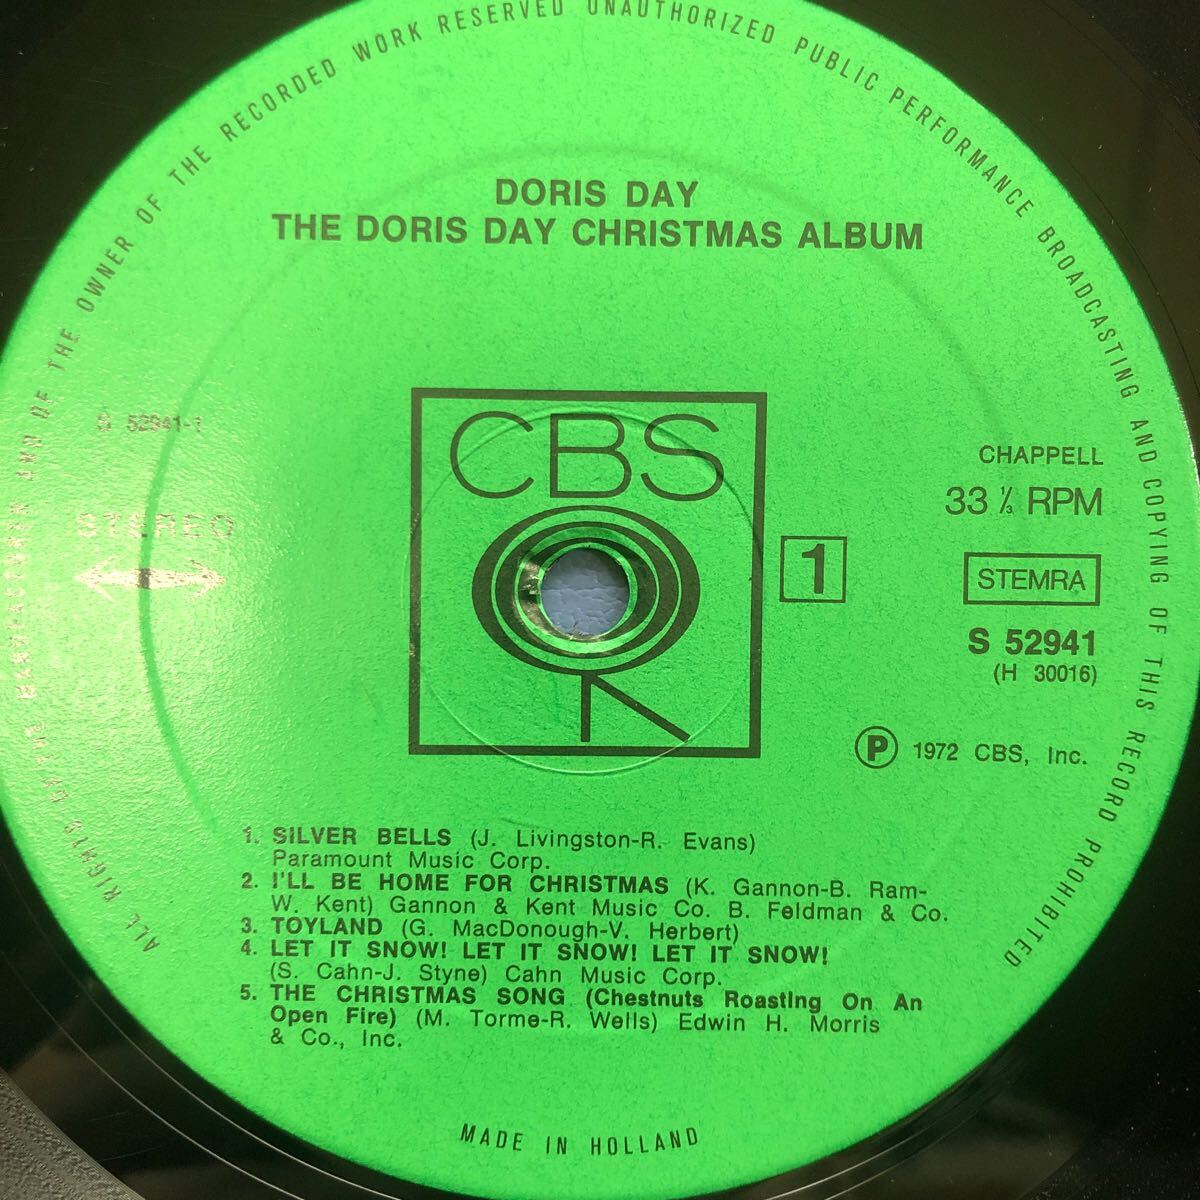 ALL RIGHTS OF THE MANUFACTURER AND OF THE OWNER OF THE RECORDED WORK RESERVED UNAUTHORIZED PUBLIC PERFORMANCE BROADCASTING AND COPYING OF THIS RECORD PROHIBITED
DORIS DAY
THE DORIS DAY CHRISTMAS ALBUM
S 52941-1
STEREO
CBS
1
CHAPPELL
33 ⅓ RPM
STEMRA
S 52941
(H 30016)
Ⓟ 1972 CBS, Inc.
1. SILVER BELLS (J. Livingston-R. Evans)
Paramount Music Corp.
2. I'LL BE HOME FOR CHRISTMAS (K. Gannon-B. Ram-
W. Kent) Gannon & Kent Music Co. B. Feldman & Co.
3. TOYLAND (G. MacDonough-V. Herbert)
4. LET IT SNOW! LET IT SNOW! LET IT SNOW!
(S. Cahn-J. Styne) Cahn Music Corp.
5. THE CHRISTMAS SONG (Chestnuts Roasting On An
Open Fire) (M. Torme-R. Wells) Edwin H. Morris
& Co., Inc.
MADE IN HOLLAND